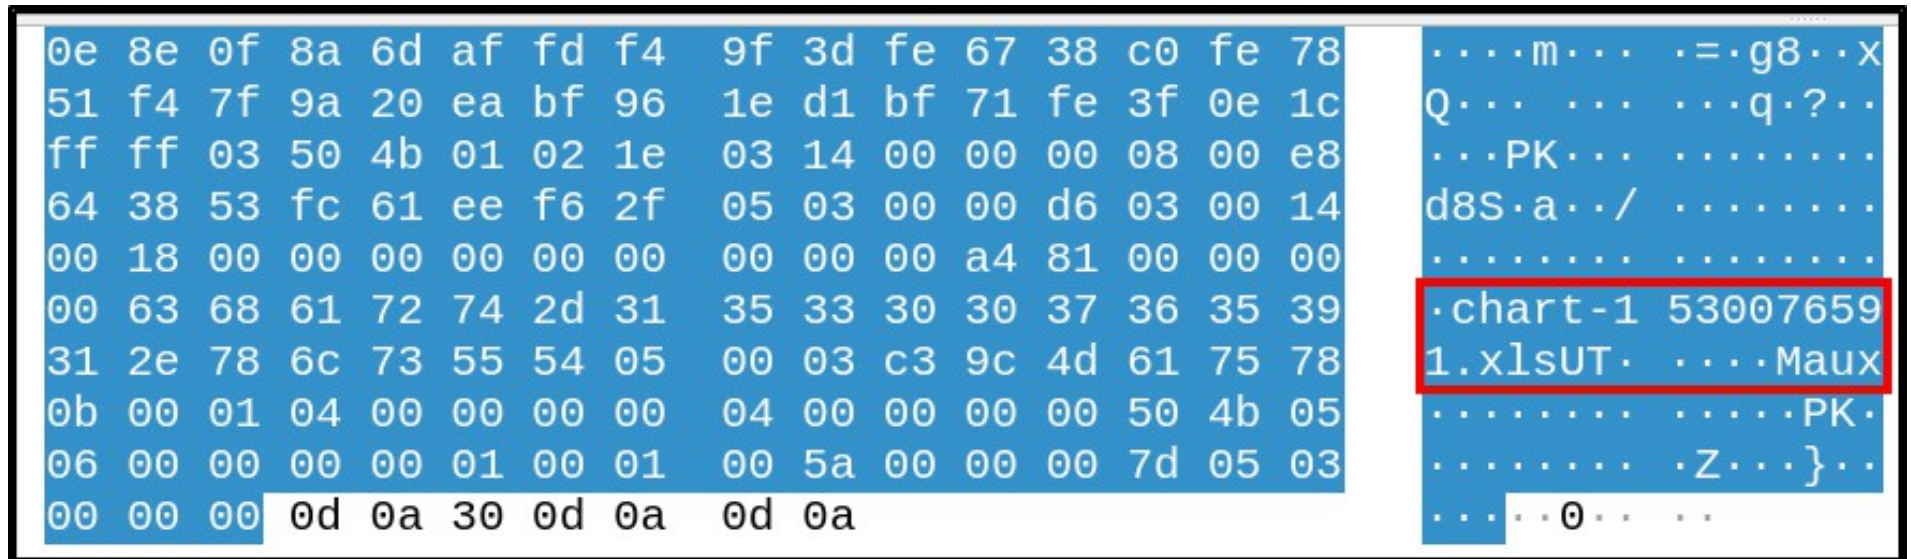 0e 8e 0f 8a 6d af fd f4 9f 3d fe 67 38 c0 fe 78 ····m··· ·=·g8··x
51 f4 7f 9a 20 ea bf 96 1e d1 bf 71 fe 3f 0e 1c Q··· ··· ···q·?··
ff ff 03 50 4b 01 02 1e 03 14 00 00 00 08 00 e8 ···PK··· ········
64 38 53 fc 61 ee f6 2f 05 03 00 00 d6 03 00 14 d8S·a··/ ········
00 18 00 00 00 00 00 00 00 00 00 a4 81 00 00 00 ········ ········
00 63 68 61 72 74 2d 31 35 33 30 30 37 36 35 39 ·chart-1 53007659
31 2e 78 6c 73 55 54 05 00 03 c3 9c 4d 61 75 78 1.xlsUT· ····Maux
0b 00 01 04 00 00 00 00 04 00 00 00 00 50 4b 05 ········ ·····PK·
06 00 00 00 00 01 00 01 00 5a 00 00 00 7d 05 03 ········ ·Z···}··
00 00 00 0d 0a 30 0d 0a 0d 0a ·····0·· ··